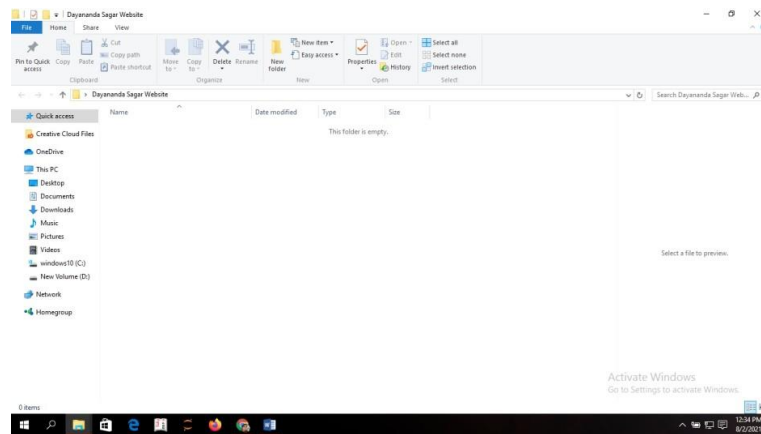 Dayananda Sagar Website
File Home Share View
Pin to Quick access
Copy
Paste
Cut
Copy path
Paste shortcut
Clipboard
Move to
Copy to
Delete
Rename
Organize
New folder
New item
Easy access
New
Properties
Open
Edit
History
Open
Select all
Select none
Invert selection
Select
Dayananda Sagar Website
Search Dayananda Sagar Web...
Name Date modified Type Size
This folder is empty.
Quick access
Creative Cloud Files
OneDrive
This PC
Desktop
Documents
Downloads
Music
Pictures
Videos
windows10 (C:)
New Volume (D:)
Network
Homegroup
Select a file to preview.
Activate Windows
Go to Settings to activate Windows.
0 items
12:34 PM
8/2/2021